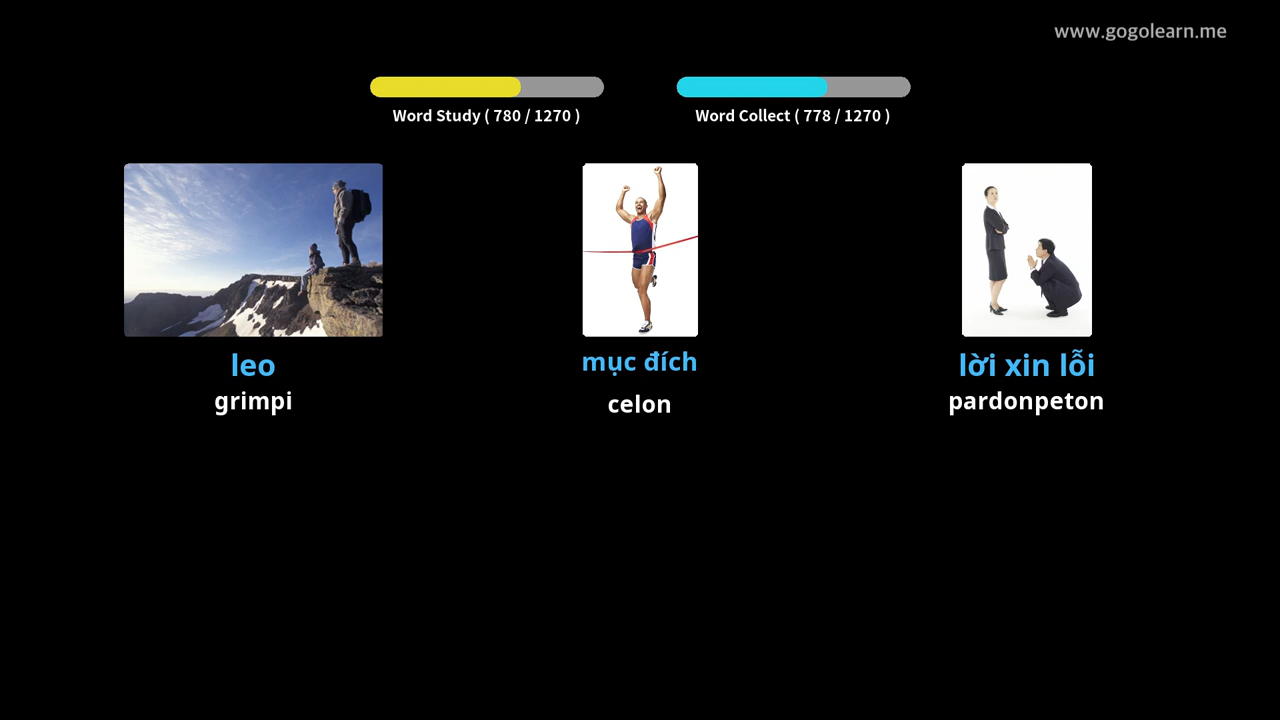 www.gogolearn.me
Word Study ( 780 / 1270 )
Word Collect ( 778 / 1270 )
leo
grimpi
mục đích
celon
lời xin lỗi
pardonpeton